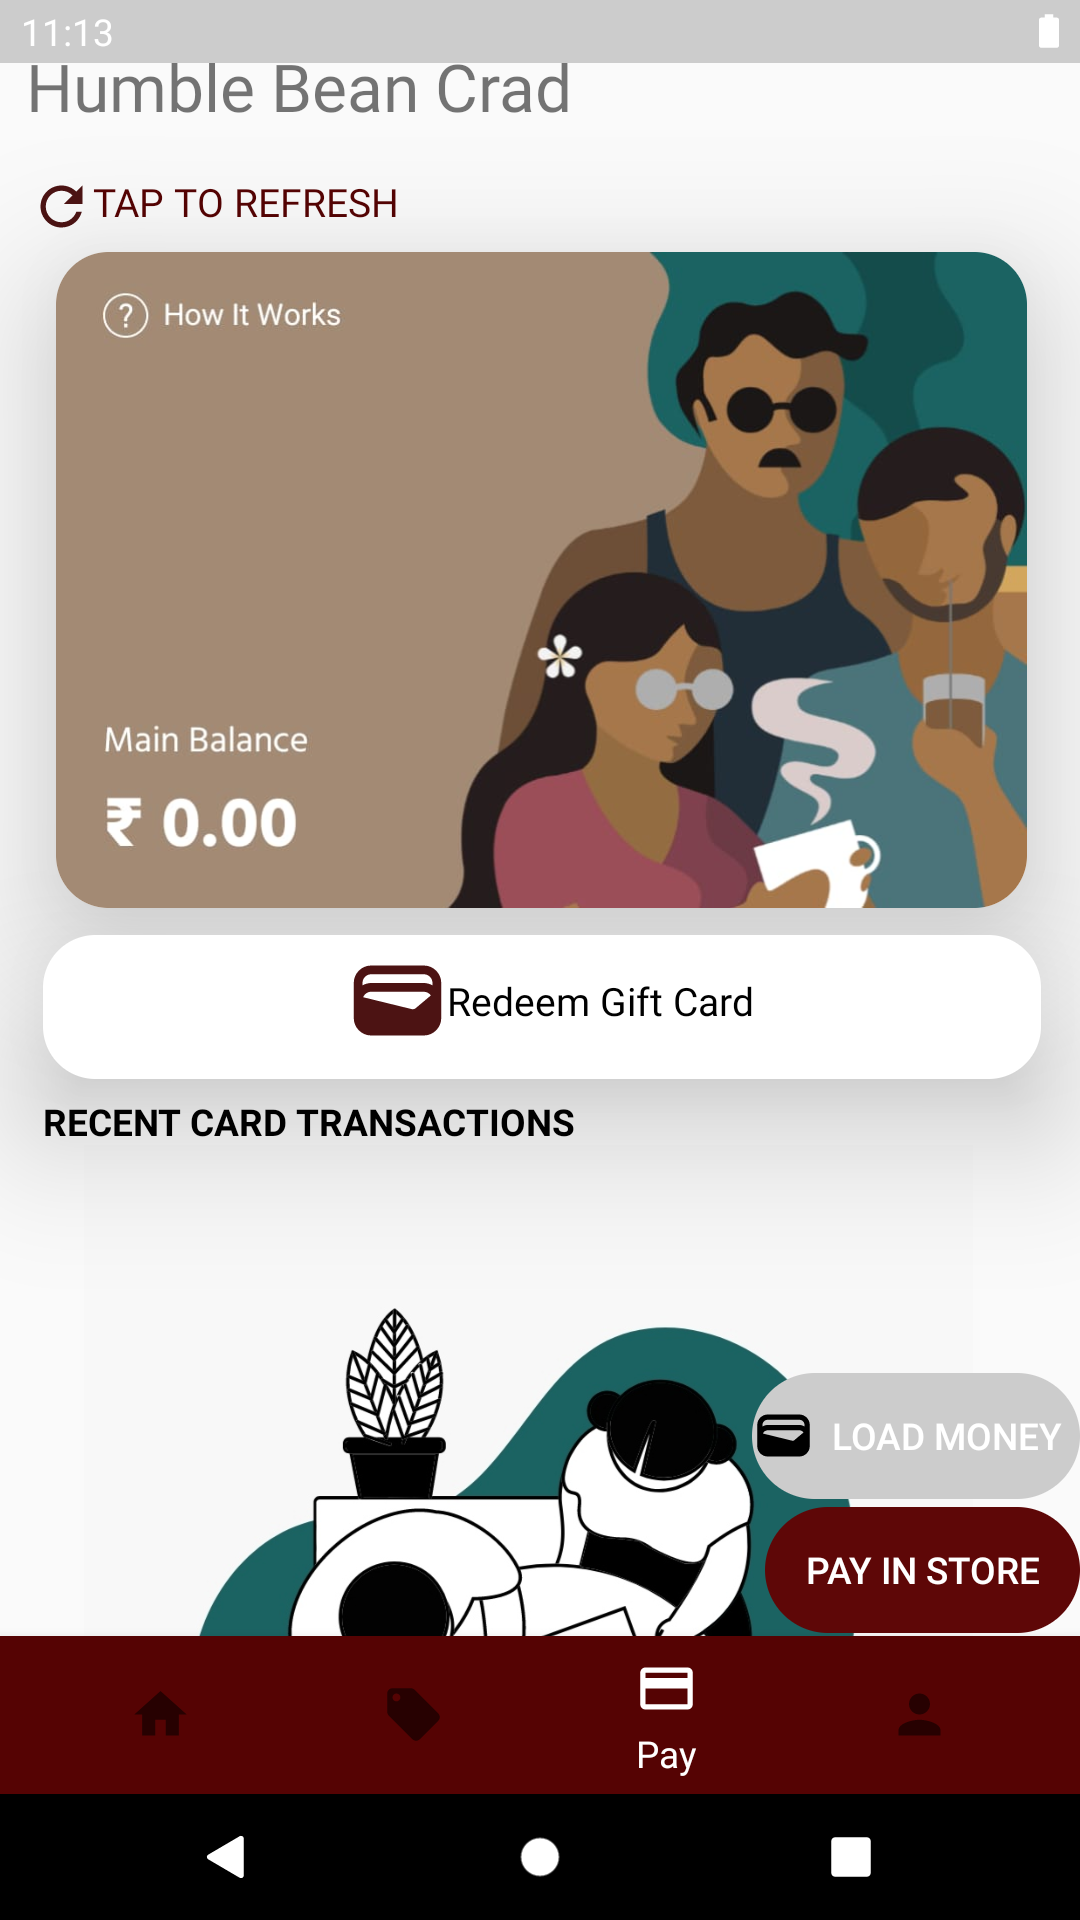 11:13
Humble Bean Crad
TAP TO REFRESH
? How It Works
Main Balance
₹ 0.00
Redeem Gift Card
RECENT CARD TRANSACTIONS
LOAD MONEY
PAY IN STORE
Pay